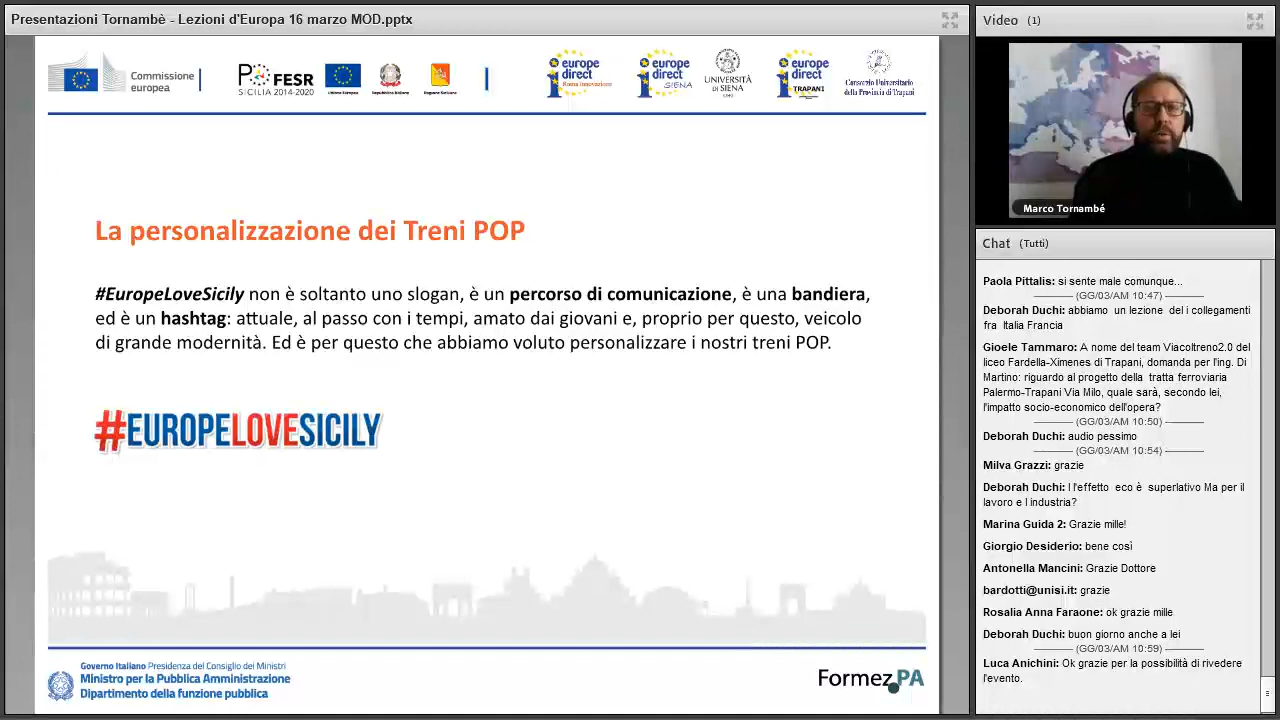 Presentazioni Tornambè - Lezioni d'Europa 16 marzo MOD.pptx
Commissione
europea
FESR
SICILIA 2014-2020
Unione Europea
Repubblica Italiana
Regione Siciliana
europe
direct
Roma Innovazione
europe
direct
SIENA
UNIVERSITÀ
DI SIENA
1240
europe
direct
TRAPANI
Consorzio Universitario
della Provincia di Trapani
La personalizzazione dei Treni POP
#EuropeLoveSicily non è soltanto uno slogan, è un percorso di comunicazione, è una bandiera,
ed è un hashtag: attuale, al passo con i tempi, amato dai giovani e, proprio per questo, veicolo
di grande modernità. Ed è per questo che abbiamo voluto personalizzare i nostri treni POP.
#EUROPELOVESICILY
Governo Italiano Presidenza del Consiglio dei Ministri
Ministro per la Pubblica Amministrazione
Dipartimento della funzione pubblica
Formez PA
Video (1)
Marco Tornambé
Chat (Tutti)
Paola Pittalis: si sente male comunque...
(GG/03/AM 10:47)
Deborah Duchi: abbiamo un lezione del i collegamenti
fra Italia Francia
Gioele Tammaro: A nome del team Viacoltreno2.0 del
liceo Fardella-Ximenes di Trapani, domanda per l'ing. Di
Martino: riguardo al progetto della tratta ferroviaria
Palermo-Trapani Via Milo, quale sarà, secondo lei,
l'impatto socio-economico dell'opera?
(GG/03/AM 10:50)
Deborah Duchi: audio pessimo
(GG/03/AM 10:54)
Milva Grazzi: grazie
Deborah Duchi: l l'effetto eco è superlativo Ma per il
lavoro e l industria?
Marina Guida 2: Grazie mille!
Giorgio Desiderio: bene così
Antonella Mancini: Grazie Dottore
bardotti@unisi.it: grazie
Rosalia Anna Faraone: ok grazie mille
Deborah Duchi: buon giorno anche a lei
(GG/03/AM 10:59)
Luca Anichini: Ok grazie per la possibilità di rivedere
l'evento.